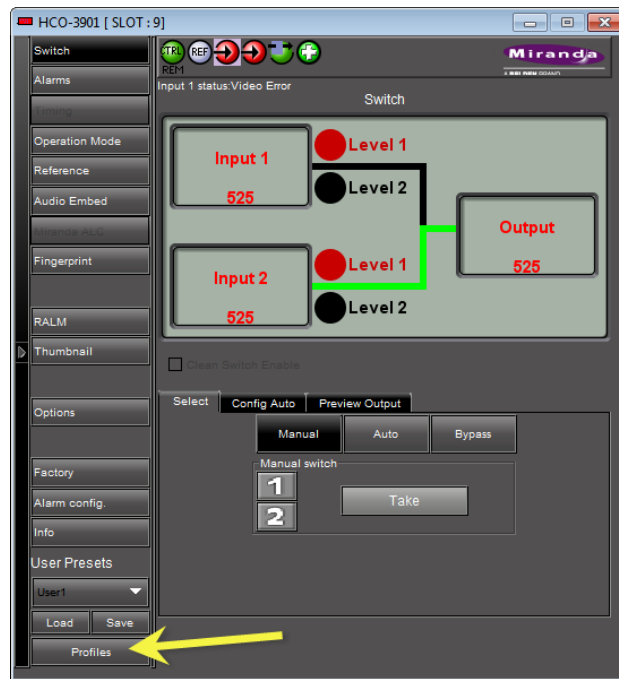 HCO-3901 [ SLOT : 9]
Switch
Alarms
Timing
Operation Mode
Reference
Audio Embed
Miranda ALC
Fingerprint
RALM
Thumbnail
Options
Factory
Alarm config.
Info
User Presets
User1
Load Save
Profiles
CTRL REF
REM
Miranda
Input 1 status:Video Error
Switch
Input 1
525
Level 1
Level 2
Input 2
525
Level 1
Level 2
Output
525
Clean Switch Enable
Select Config Auto Preview Output
Manual Auto Bypass
Manual switch
1
2
Take